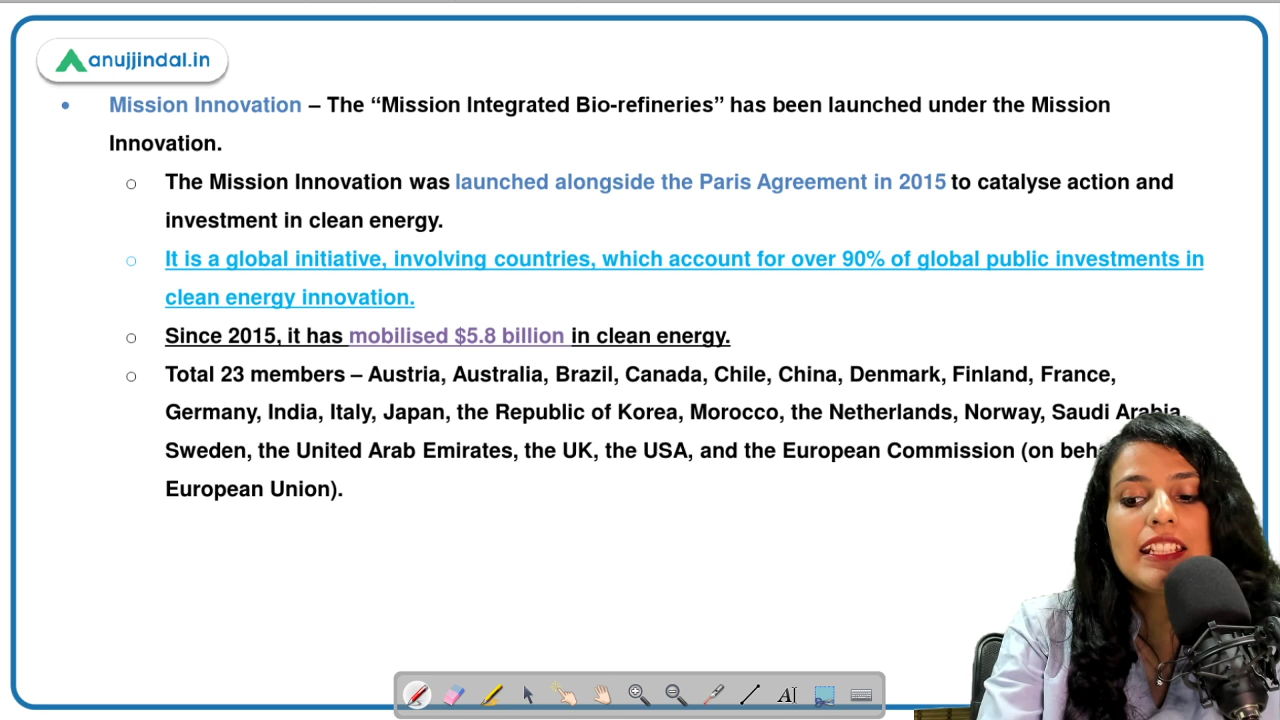 anujjindal.in
• Mission Innovation – The “Mission Integrated Bio-refineries” has been launched under the Mission
Innovation.
o The Mission Innovation was launched alongside the Paris Agreement in 2015 to catalyse action and
investment in clean energy.
o It is a global initiative, involving countries, which account for over 90% of global public investments in
clean energy innovation.
o Since 2015, it has mobilised $5.8 billion in clean energy.
o Total 23 members – Austria, Australia, Brazil, Canada, Chile, China, Denmark, Finland, France,
Germany, India, Italy, Japan, the Republic of Korea, Morocco, the Netherlands, Norway, Saudi Arabia,
Sweden, the United Arab Emirates, the UK, the USA, and the European Commission (on
European Union).